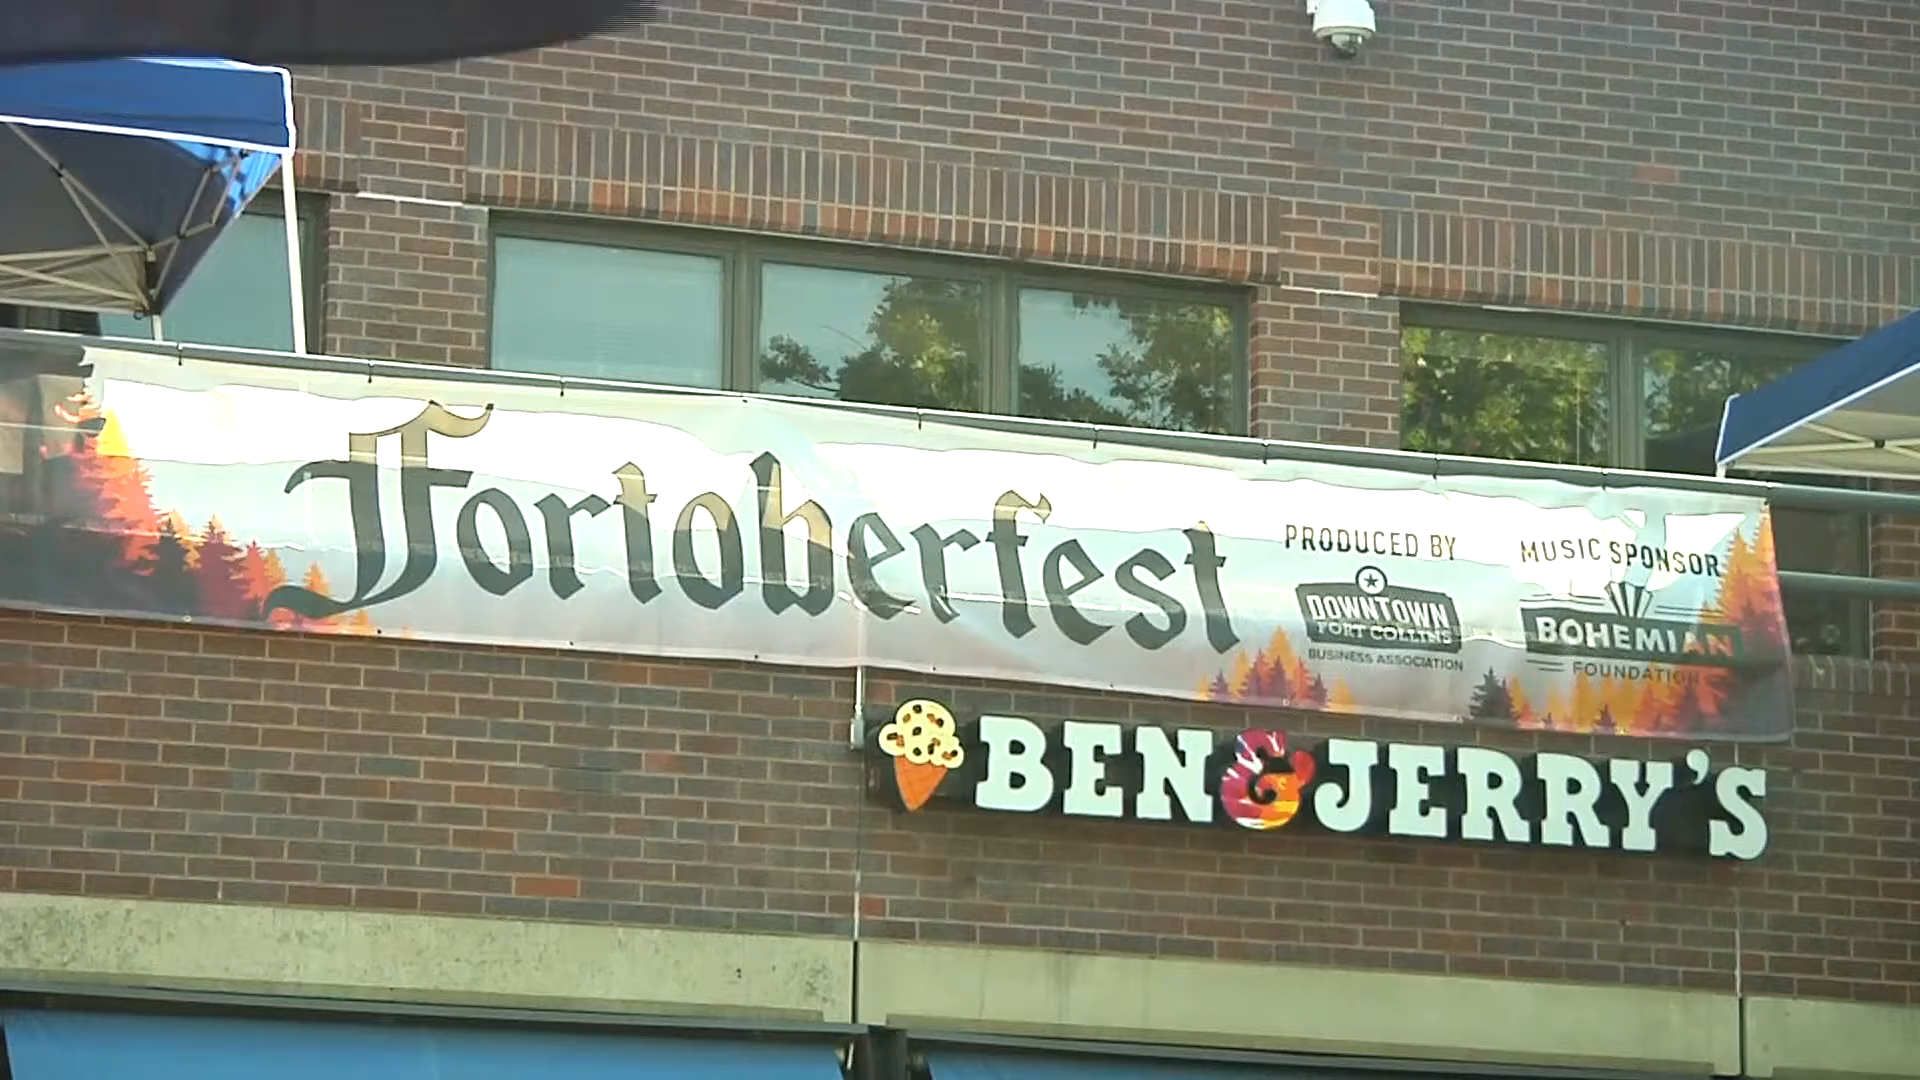 Fortoberfest
PRODUCED BY
DOWNTOWN
FORT COLLINS
BUSINESS ASSOCIATION
MUSIC SPONSOR
BOHEMIAN
FOUNDATION
BEN & JERRY'S